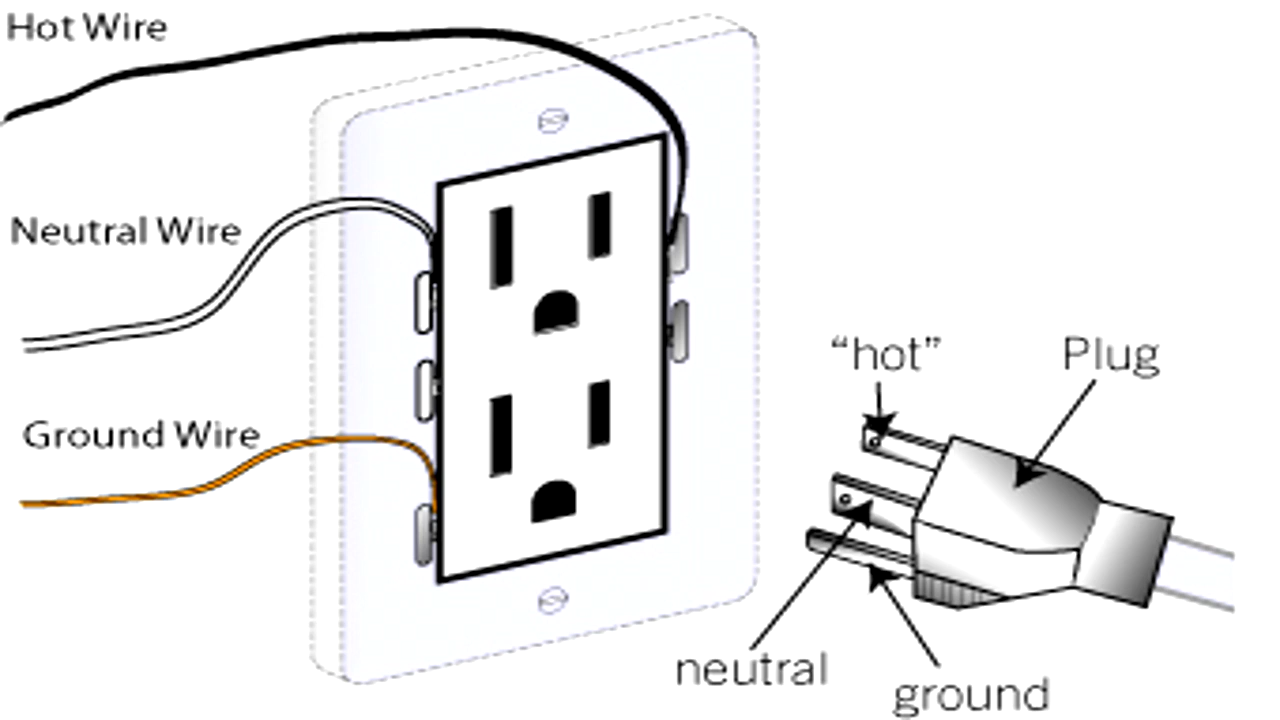 Hot Wire
Neutral Wire
Ground Wire
“hot”
Plug
neutral
ground